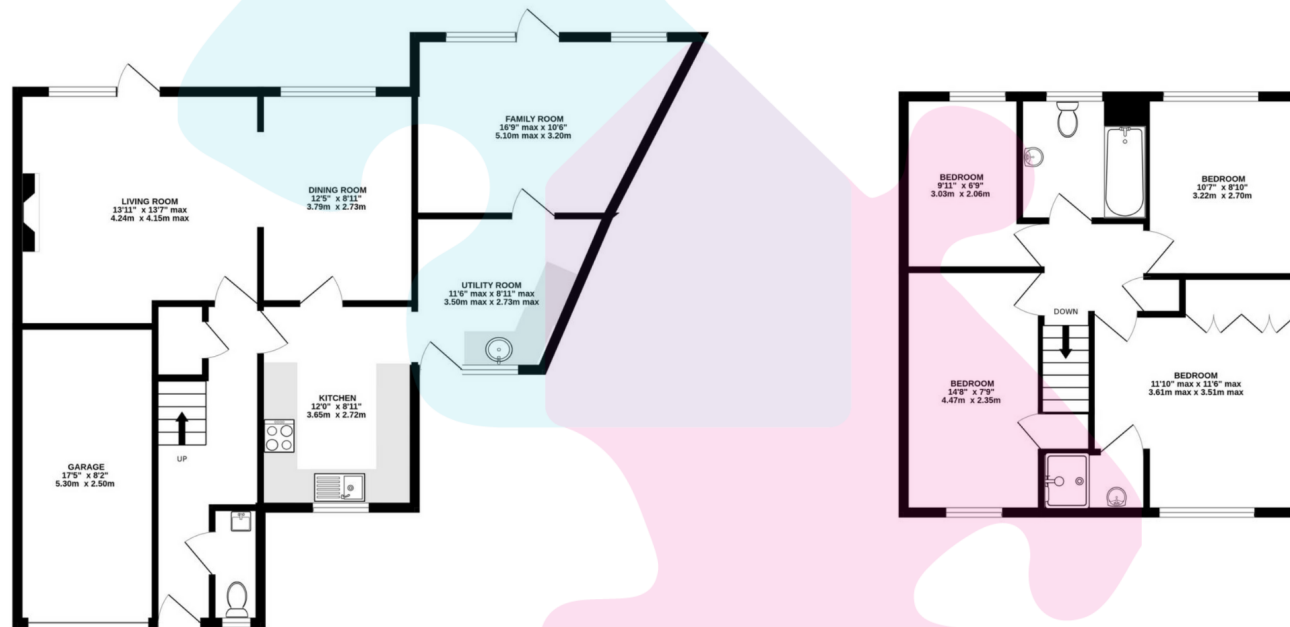 FAMILY ROOM
16'9" max x 10'6"
5.10m max x 3.20m
LIVING ROOM
13'11" x 13'7" max
4.24m x 4.15m max
DINING ROOM
12'5" x 8'11"
3.79m x 2.73m
UTILITY ROOM
11'6" max x 8'11" max
3.50m max x 2.73m max
KITCHEN
12'0" x 8'11"
3.65m x 2.72m
GARAGE
17'5" x 8'2"
5.30m x 2.50m
UP
BEDROOM
9'11" x 6'9"
3.03m x 2.06m
BEDROOM
10'7" x 8'10"
3.22m x 2.70m
DOWN
BEDROOM
14'8" x 7'9"
4.47m x 2.35m
BEDROOM
11'10" max x 11'6" max
3.61m max x 3.51m max